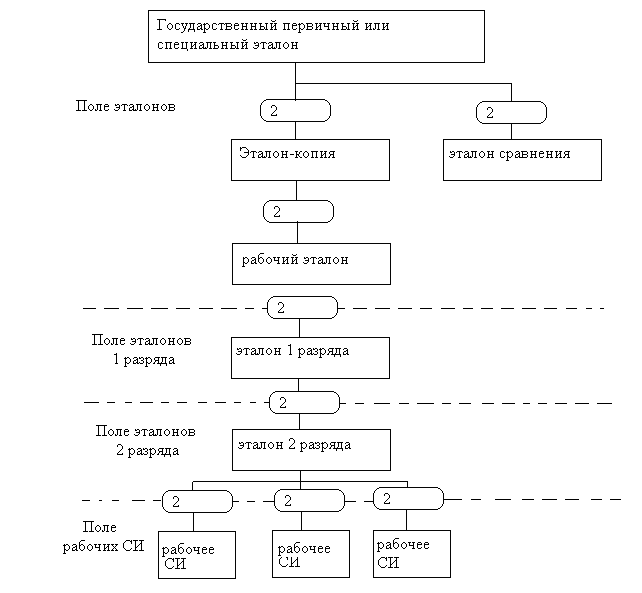 Государственный первичный или
специальный эталон
Поле эталонов
2
2
Эталон-копия
эталон сравнения
2
рабочий эталон
2
Поле эталонов
1 разряда
эталон 1 разряда
2
Поле эталонов
2 разряда
эталон 2 разряда
2
2
2
Поле
рабочих СИ
рабочее
СИ
рабочее
СИ
рабочее
СИ